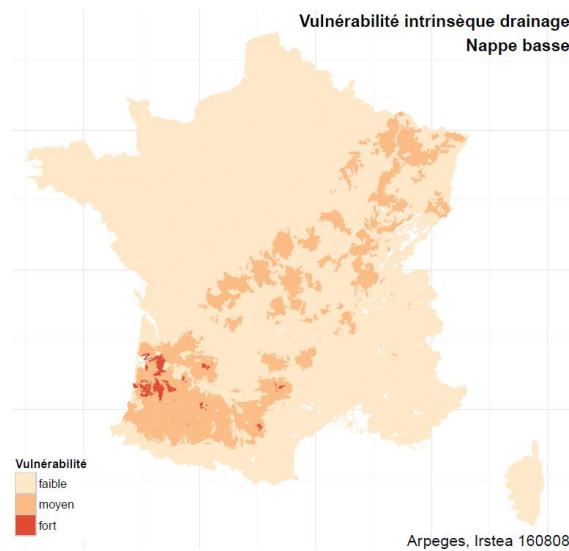 Vulnérabilité intrinsèque drainage
Nappe basse
Vulnérabilité
faible
moyen
fort
Arpeges, Irstea 160808